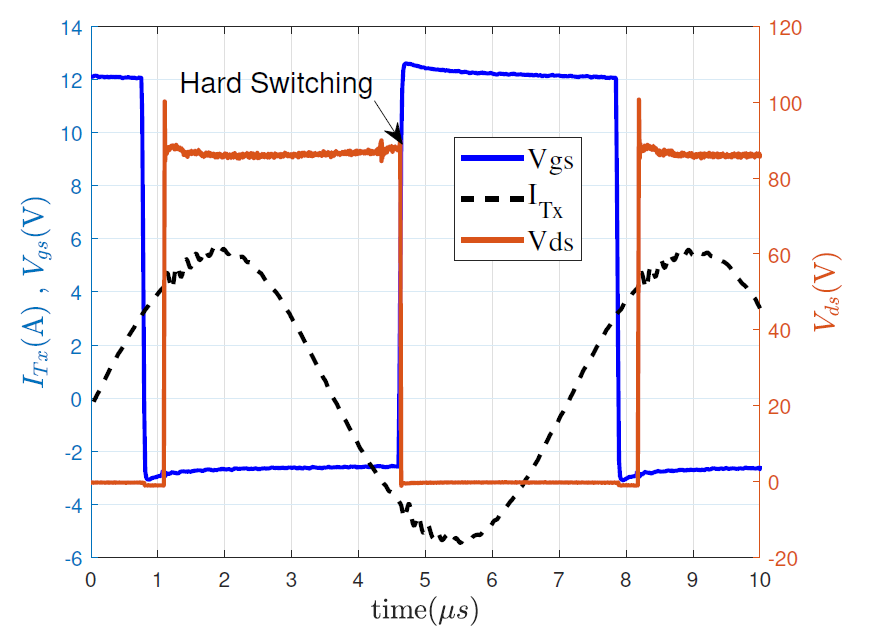 14
12
10
8
6
4
2
0
-2
-4
-6
I_Tx(A) , V_gs(V)
120
100
80
60
40
20
0
-20
V_ds(V)
Hard Switching
Vgs
I_Tx
Vds
0 1 2 3 4 5 6 7 8 9 10
time(μs)